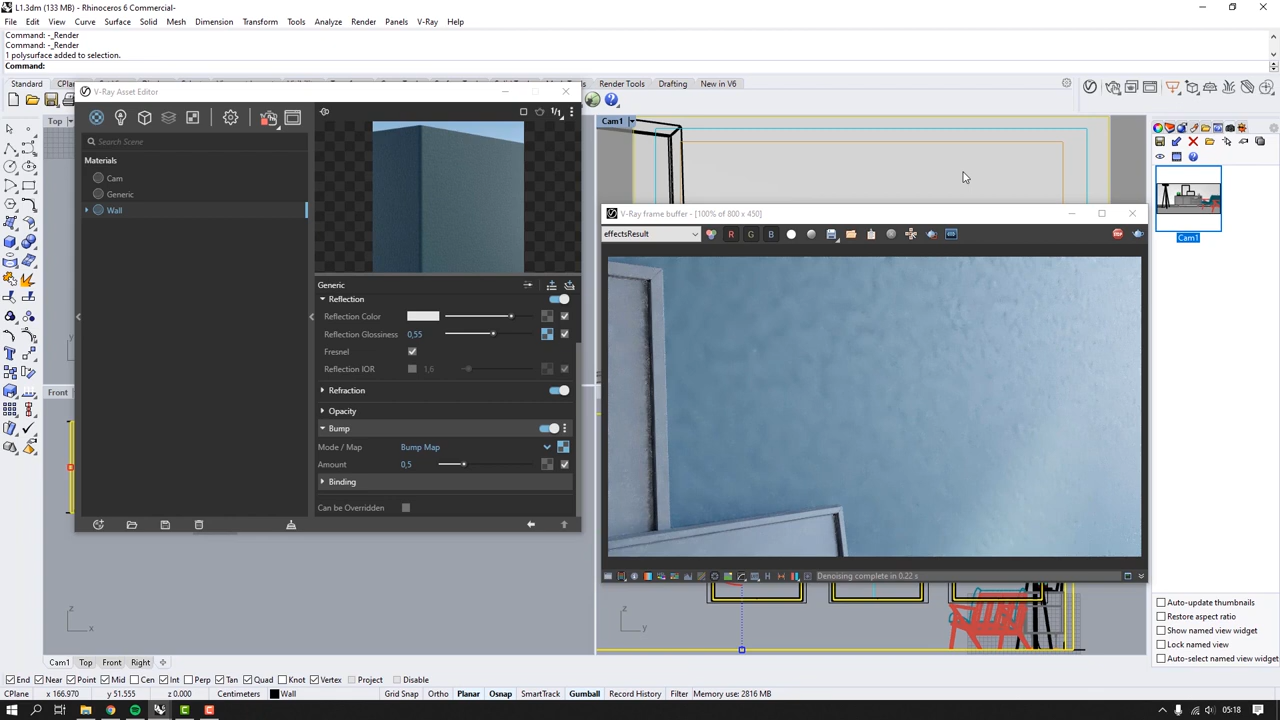 L1.3dm (133 MB) - Rhinoceros 6 Commercial-
File Edit View Curve Surface Solid Mesh Dimension Transform Tools Analyze Render Panels V-Ray Help
Command: -_Render
Command: -_Render
1 polysurface added to selection.
Command:
Standard CPla Render Tools Drafting New in V6
V-Ray Asset Editor
Top
Cam1
1/1
Search Scene
Materials
Cam
Generic
Wall
V-Ray frame buffer - [100% of 800 x 450]
effectsResult
R G B
Cam1
Generic
Reflection
Reflection Color
Reflection Glossiness 0,55
Fresnel
Reflection IOR 1,6
Refraction
Front
Opacity
Bump
Mode / Map Bump Map
Amount 0,5
Binding
Can be Overridden
Denoising complete in 0.22 s
z
x
z
y
Auto-update thumbnails
Restore aspect ratio
Show named view widget
Lock named view
Auto-select named view widget
Cam1 Top Front Right
End Near Point Mid Cen Int Perp Tan Quad Knot Vertex Project Disable
CPlane x 166.970 y 51.555 z 0.000 Centimeters Wall Grid Snap Ortho Planar Osnap SmartTrack Gumball Record History Filter Memory use: 2816 MB
05:18